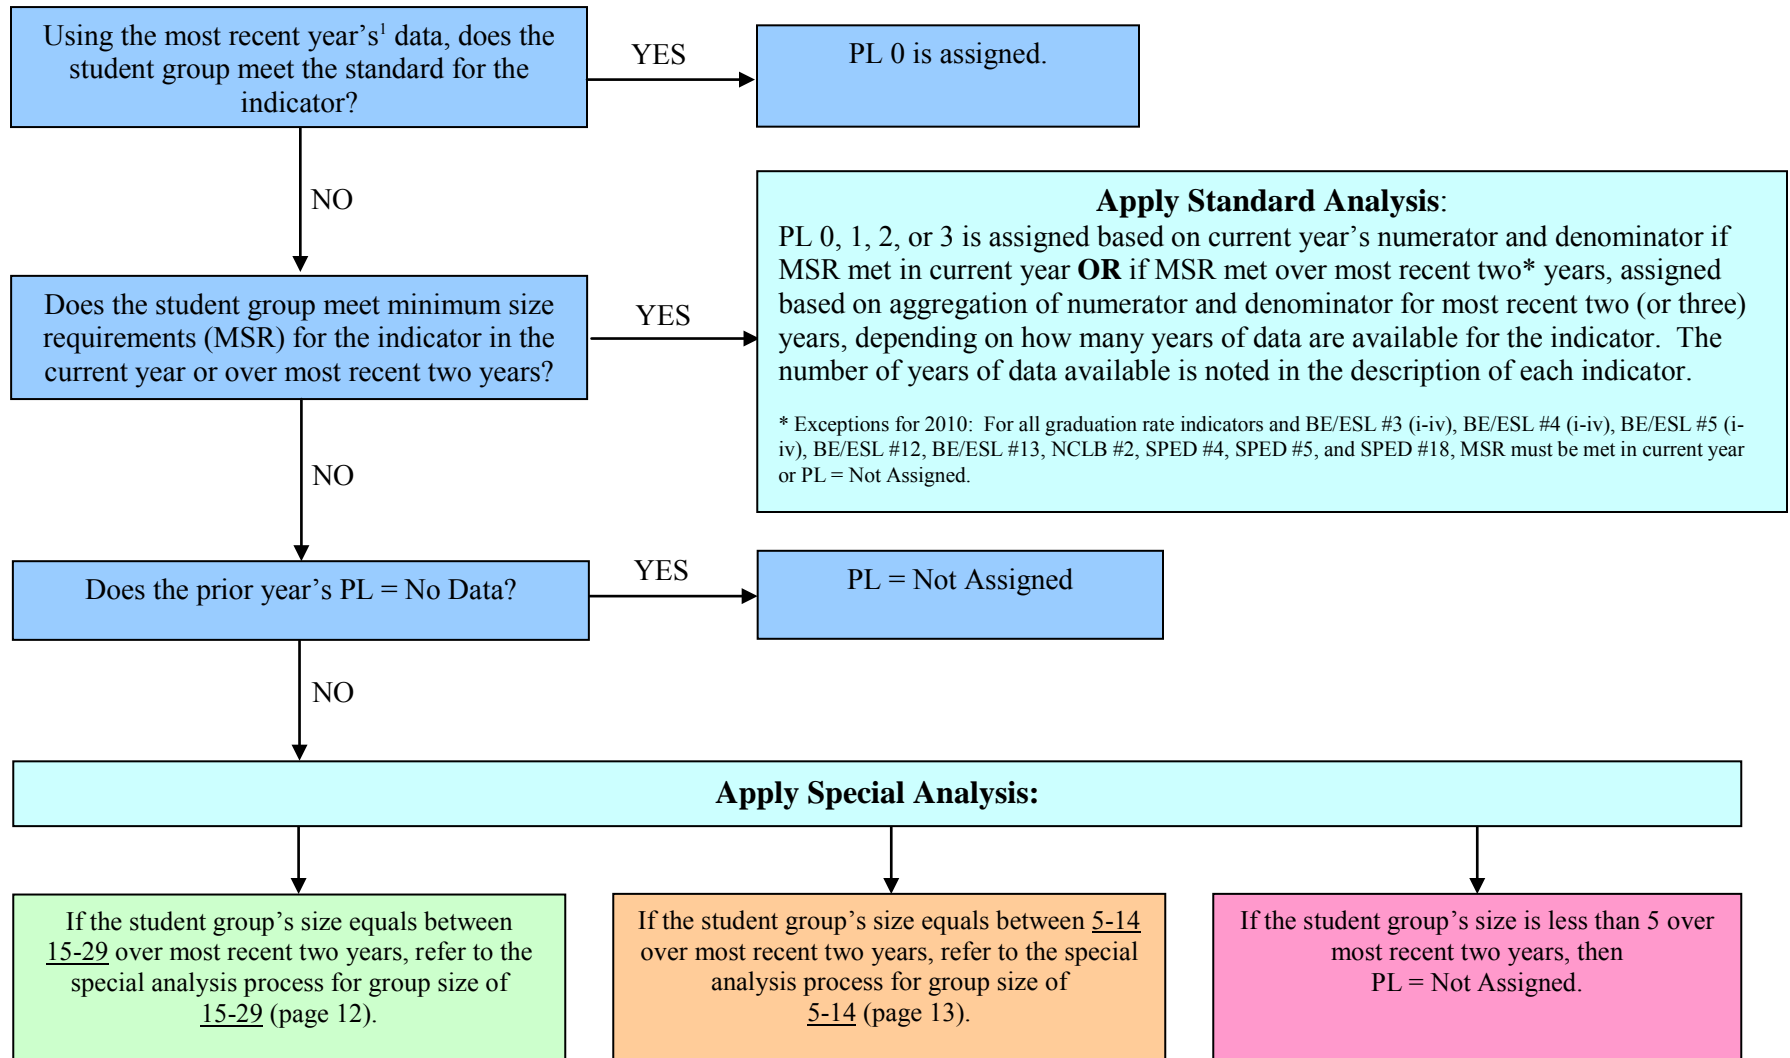 Using the most recent year’s¹ data, does the
student group meet the standard for the
indicator?
YES
PL 0 is assigned.
NO
Apply Standard Analysis:
PL 0, 1, 2, or 3 is assigned based on current year’s numerator and denominator if
MSR met in current year OR if MSR met over most recent two* years, assigned
based on aggregation of numerator and denominator for most recent two (or three)
years, depending on how many years of data are available for the indicator. The
number of years of data available is noted in the description of each indicator.
* Exceptions for 2010: For all graduation rate indicators and BE/ESL #3 (i-iv), BE/ESL #4 (i-iv), BE/ESL #5 (i-
iv), BE/ESL #12, BE/ESL #13, NCLB #2, SPED #4, SPED #5, and SPED #18, MSR must be met in current year
or PL = Not Assigned.
Does the student group meet minimum size
requirements (MSR) for the indicator in the
current year or over most recent two years?
YES
NO
Does the prior year’s PL = No Data?
YES
PL = Not Assigned
NO
Apply Special Analysis:
If the student group’s size equals between
15-29 over most recent two years, refer to the
special analysis process for group size of
15-29 (page 12).
If the student group’s size equals between 5-14
over most recent two years, refer to the special
analysis process for group size of
5-14 (page 13).
If the student group’s size is less than 5 over
most recent two years, then
PL = Not Assigned.